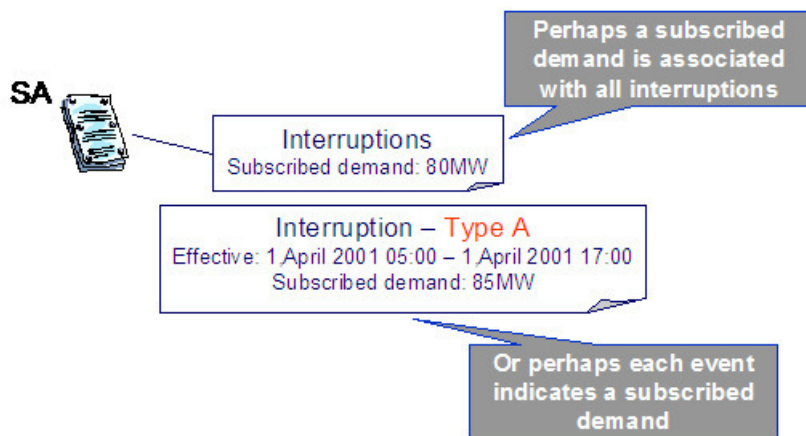 Perhaps a subscribed
demand is associated
with all interruptions
SA
Interruptions
Subscribed demand: 80MW
Interruption – Type A
Effective: 1,April 2001 05:00 – 1,April 2001 17:00
Subscribed demand: 85MW
Or perhaps each event
indicates a subscribed
demand